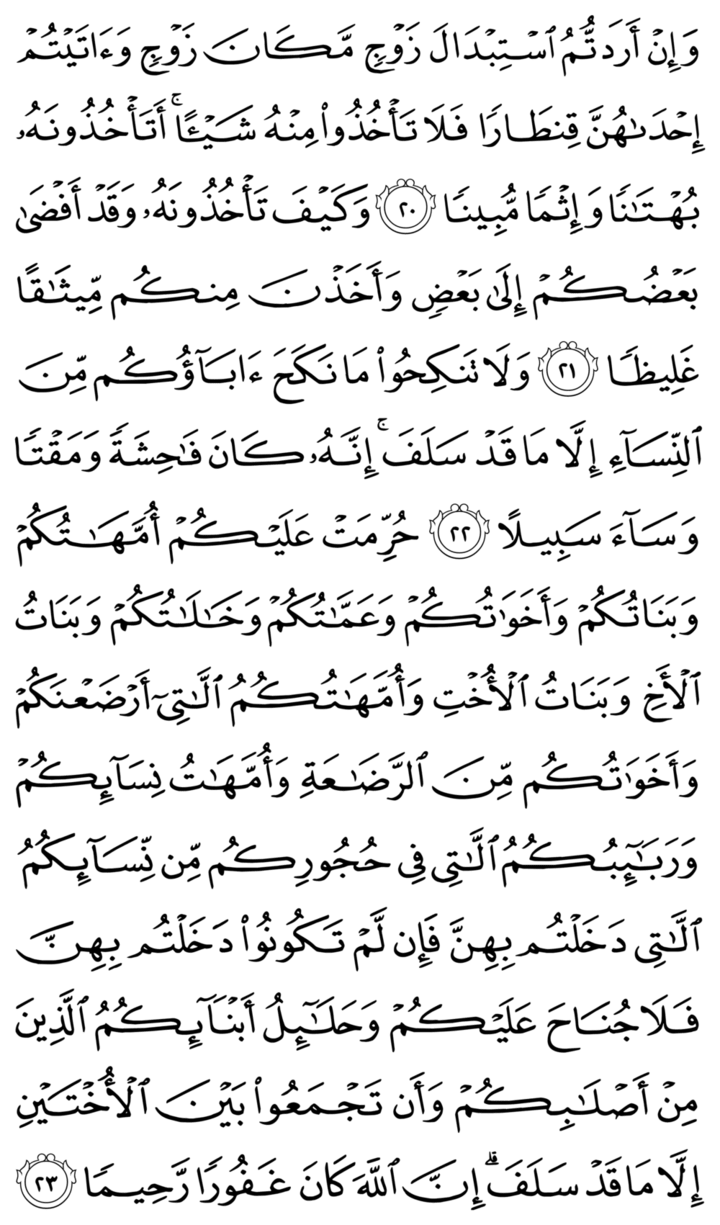 وَإِنْ أَرَدتُّمُ ٱسْتِبْدَالَ زَوْجٍ مَّكَانَ زَوْجٍ وَءَاتَيْتُمْ
إِحْدَىٰهُنَّ قِنطَارًا فَلَا تَأْخُذُوا۟ مِنْهُ شَيْـًٔا ۚ أَتَأْخُذُونَهُۥ
بُهْتَـٰنًا وَإِثْمًا مُّبِينًا ٢٠ وَكَيْفَ تَأْخُذُونَهُۥ وَقَدْ أَفْضَىٰ
بَعْضُكُمْ إِلَىٰ بَعْضٍ وَأَخَذْنَ مِنكُم مِّيثَـٰقًا
غَلِيظًا ٢١ وَلَا تَنكِحُوا۟ مَا نَكَحَ ءَابَآؤُكُم مِّنَ
ٱلنِّسَآءِ إِلَّا مَا قَدْ سَلَفَ ۚ إِنَّهُۥ كَانَ فَـٰحِشَةً وَمَقْتًا
وَسَآءَ سَبِيلًا ٢٢ حُرِّمَتْ عَلَيْكُمْ أُمَّهَـٰتُكُمْ
وَبَنَاتُكُمْ وَأَخَوَٰتُكُمْ وَعَمَّـٰتُكُمْ وَخَـٰلَـٰتُكُمْ وَبَنَاتُ
ٱلْأَخِ وَبَنَاتُ ٱلْأُخْتِ وَأُمَّهَـٰتُكُمُ ٱلَّـٰتِىٓ أَرْضَعْنَكُمْ
وَأَخَوَٰتُكُم مِّنَ ٱلرَّضَـٰعَةِ وَأُمَّهَـٰتُ نِسَآئِكُمْ
وَرَبَـٰٓئِبُكُمُ ٱلَّـٰتِى فِى حُجُورِكُم مِّن نِّسَآئِكُمُ
ٱلَّـٰتِى دَخَلْتُم بِهِنَّ فَإِن لَّمْ تَكُونُوا۟ دَخَلْتُم بِهِنَّ
فَلَا جُنَاحَ عَلَيْكُمْ وَحَلَـٰٓئِلُ أَبْنَآئِكُمُ ٱلَّذِينَ
مِنْ أَصْلَـٰبِكُمْ وَأَن تَجْمَعُوا۟ بَيْنَ ٱلْأُخْتَيْنِ
إِلَّا مَا قَدْ سَلَفَ ۗ إِنَّ ٱللَّهَ كَانَ غَفُورًا رَّحِيمًا ٢٣